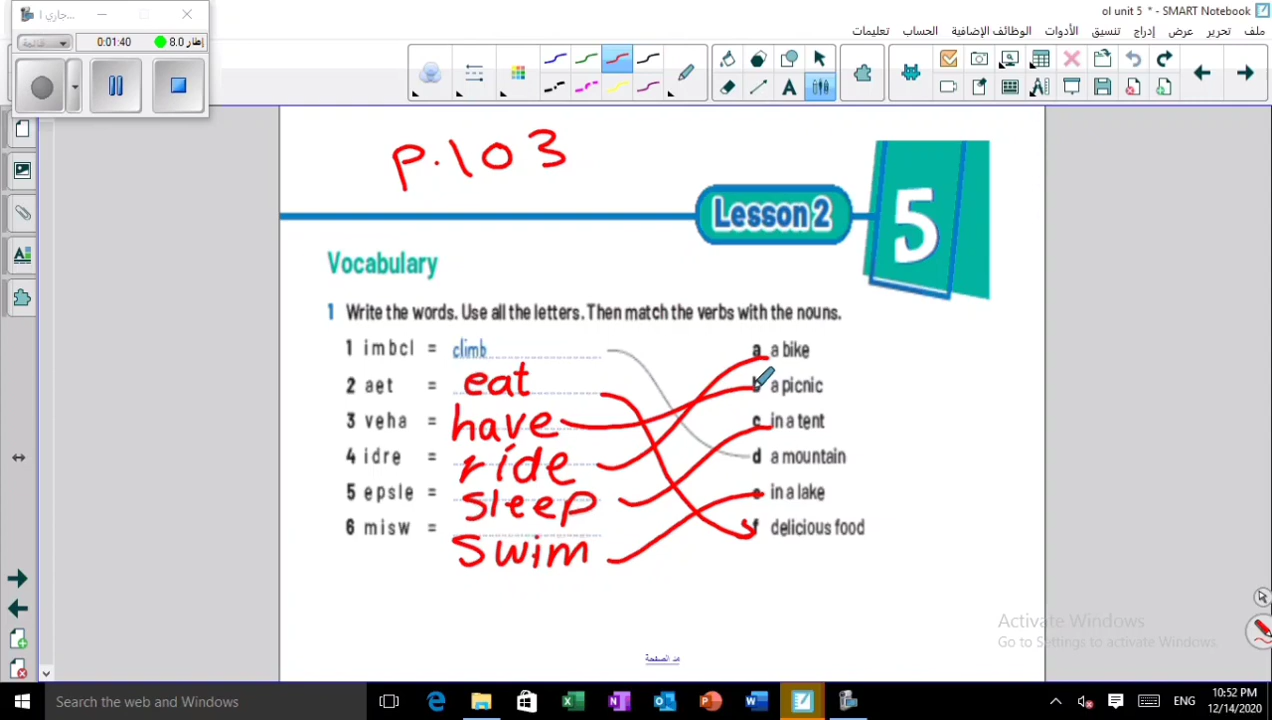 جاري ا...
قائمة
0:01:40
إطار 8.0
ol unit 5 * - SMART Notebook
ملف تحرير عرض إدراج تنسيق الأدوات الوظائف الإضافية الحساب تعليمات
p.103
Lesson 2
5
Vocabulary
1 Write the words. Use all the letters. Then match the verbs with the nouns.
1 imbcl = climb a a bike
2 aet = eat b a picnic
3 veha = have c in a tent
4 idre = ride d a mountain
5 epsle = sleep e in a lake
6 misw = swim f delicious food
Activate Windows
Go to Settings to activate Windows.
مد الصفحة
Search the web and Windows
ENG
10:52 PM
12/14/2020